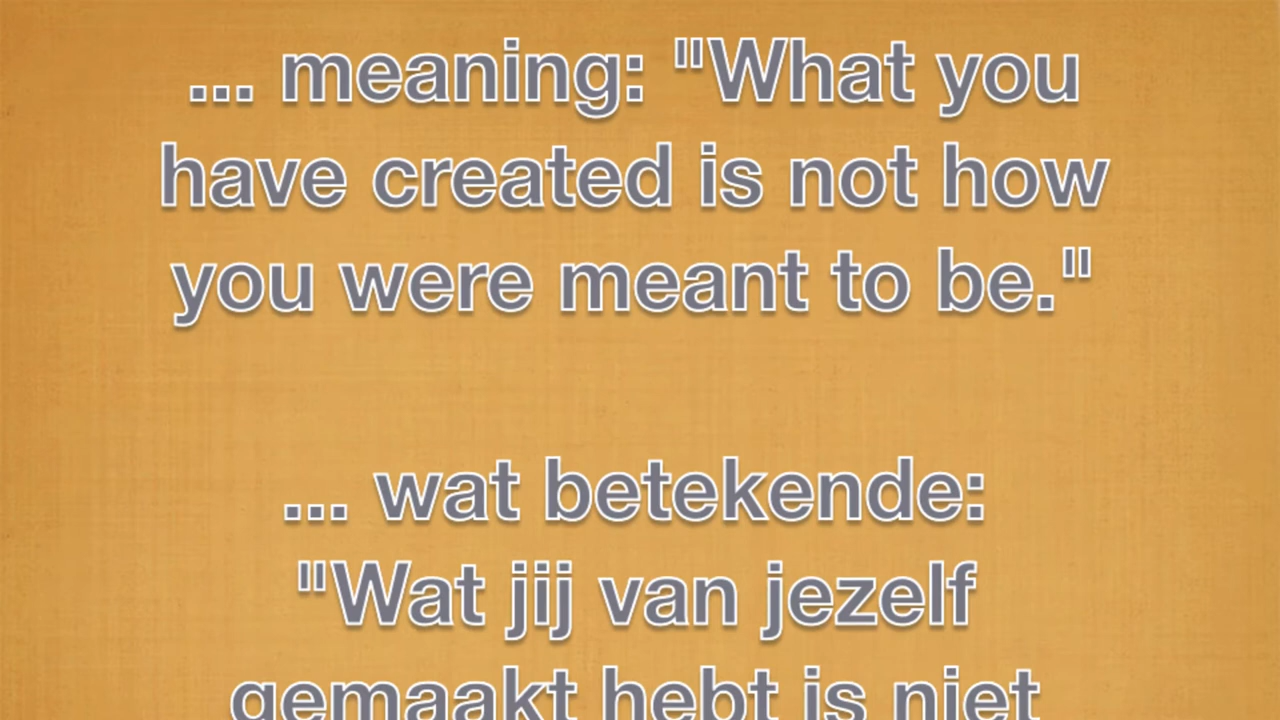 ... meaning: "What you
have created is not how
you were meant to be."
... wat betekende:
"Wat jij van jezelf
gemaakt hebt is niet